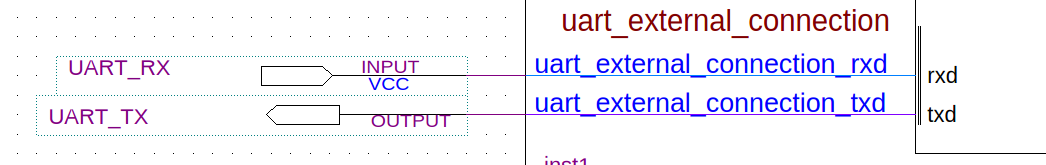 uart_external_connection
UART_RX
INPUT
VCC
uart_external_connection_rxd
rxd
UART_TX
OUTPUT
uart_external_connection_txd
txd
inst1